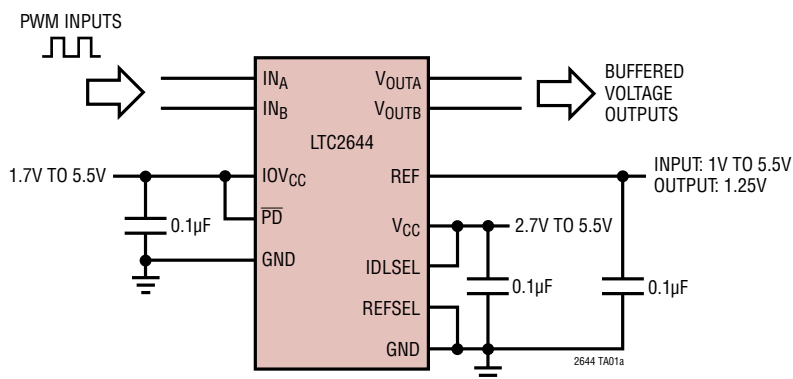 PWM INPUTS
IN_A
IN_B
V_OUTA
V_OUTB
BUFFERED
VOLTAGE
OUTPUTS
LTC2644
1.7V TO 5.5V
IOV_CC
REF
INPUT: 1V TO 5.5V
OUTPUT: 1.25V
P̅D̅
0.1µF
V_CC
2.7V TO 5.5V
GND
IDLSEL
0.1µF
0.1µF
REFSEL
GND
2644 TA01a